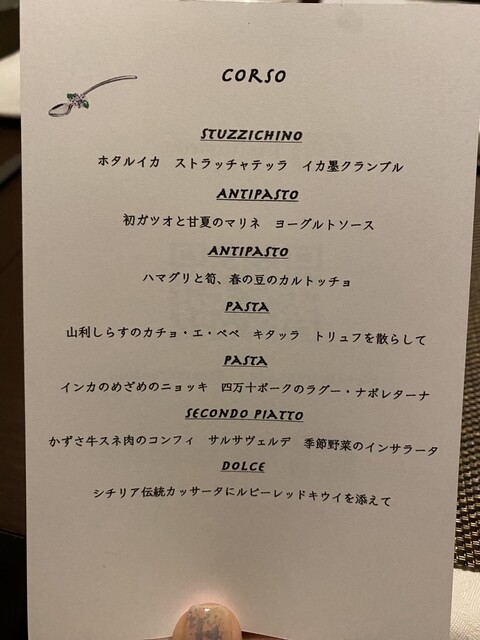 CORSO
STUZZICHINO
ホタルイカ　ストラッチャテッラ　イカ墨クランブル
ANTIPASTO
初ガツオと甘夏のマリネ　ヨーグルトソース
ANTIPASTO
ハマグリと筍、春の豆のカルトッチョ
PASTA
山利しらすのカチョ・エ・ペペ　キタッラ　トリュフを散らして
PASTA
インカのめざめのニョッキ　四万十ポークのラグー・ナポレターナ
SECONDO PIATTO
かずさ牛スネ肉のコンフィ　サルサヴェルデ　季節野菜のインサラータ
DOLCE
シチリア伝統カッサータにルビーレッドキウイを添えて